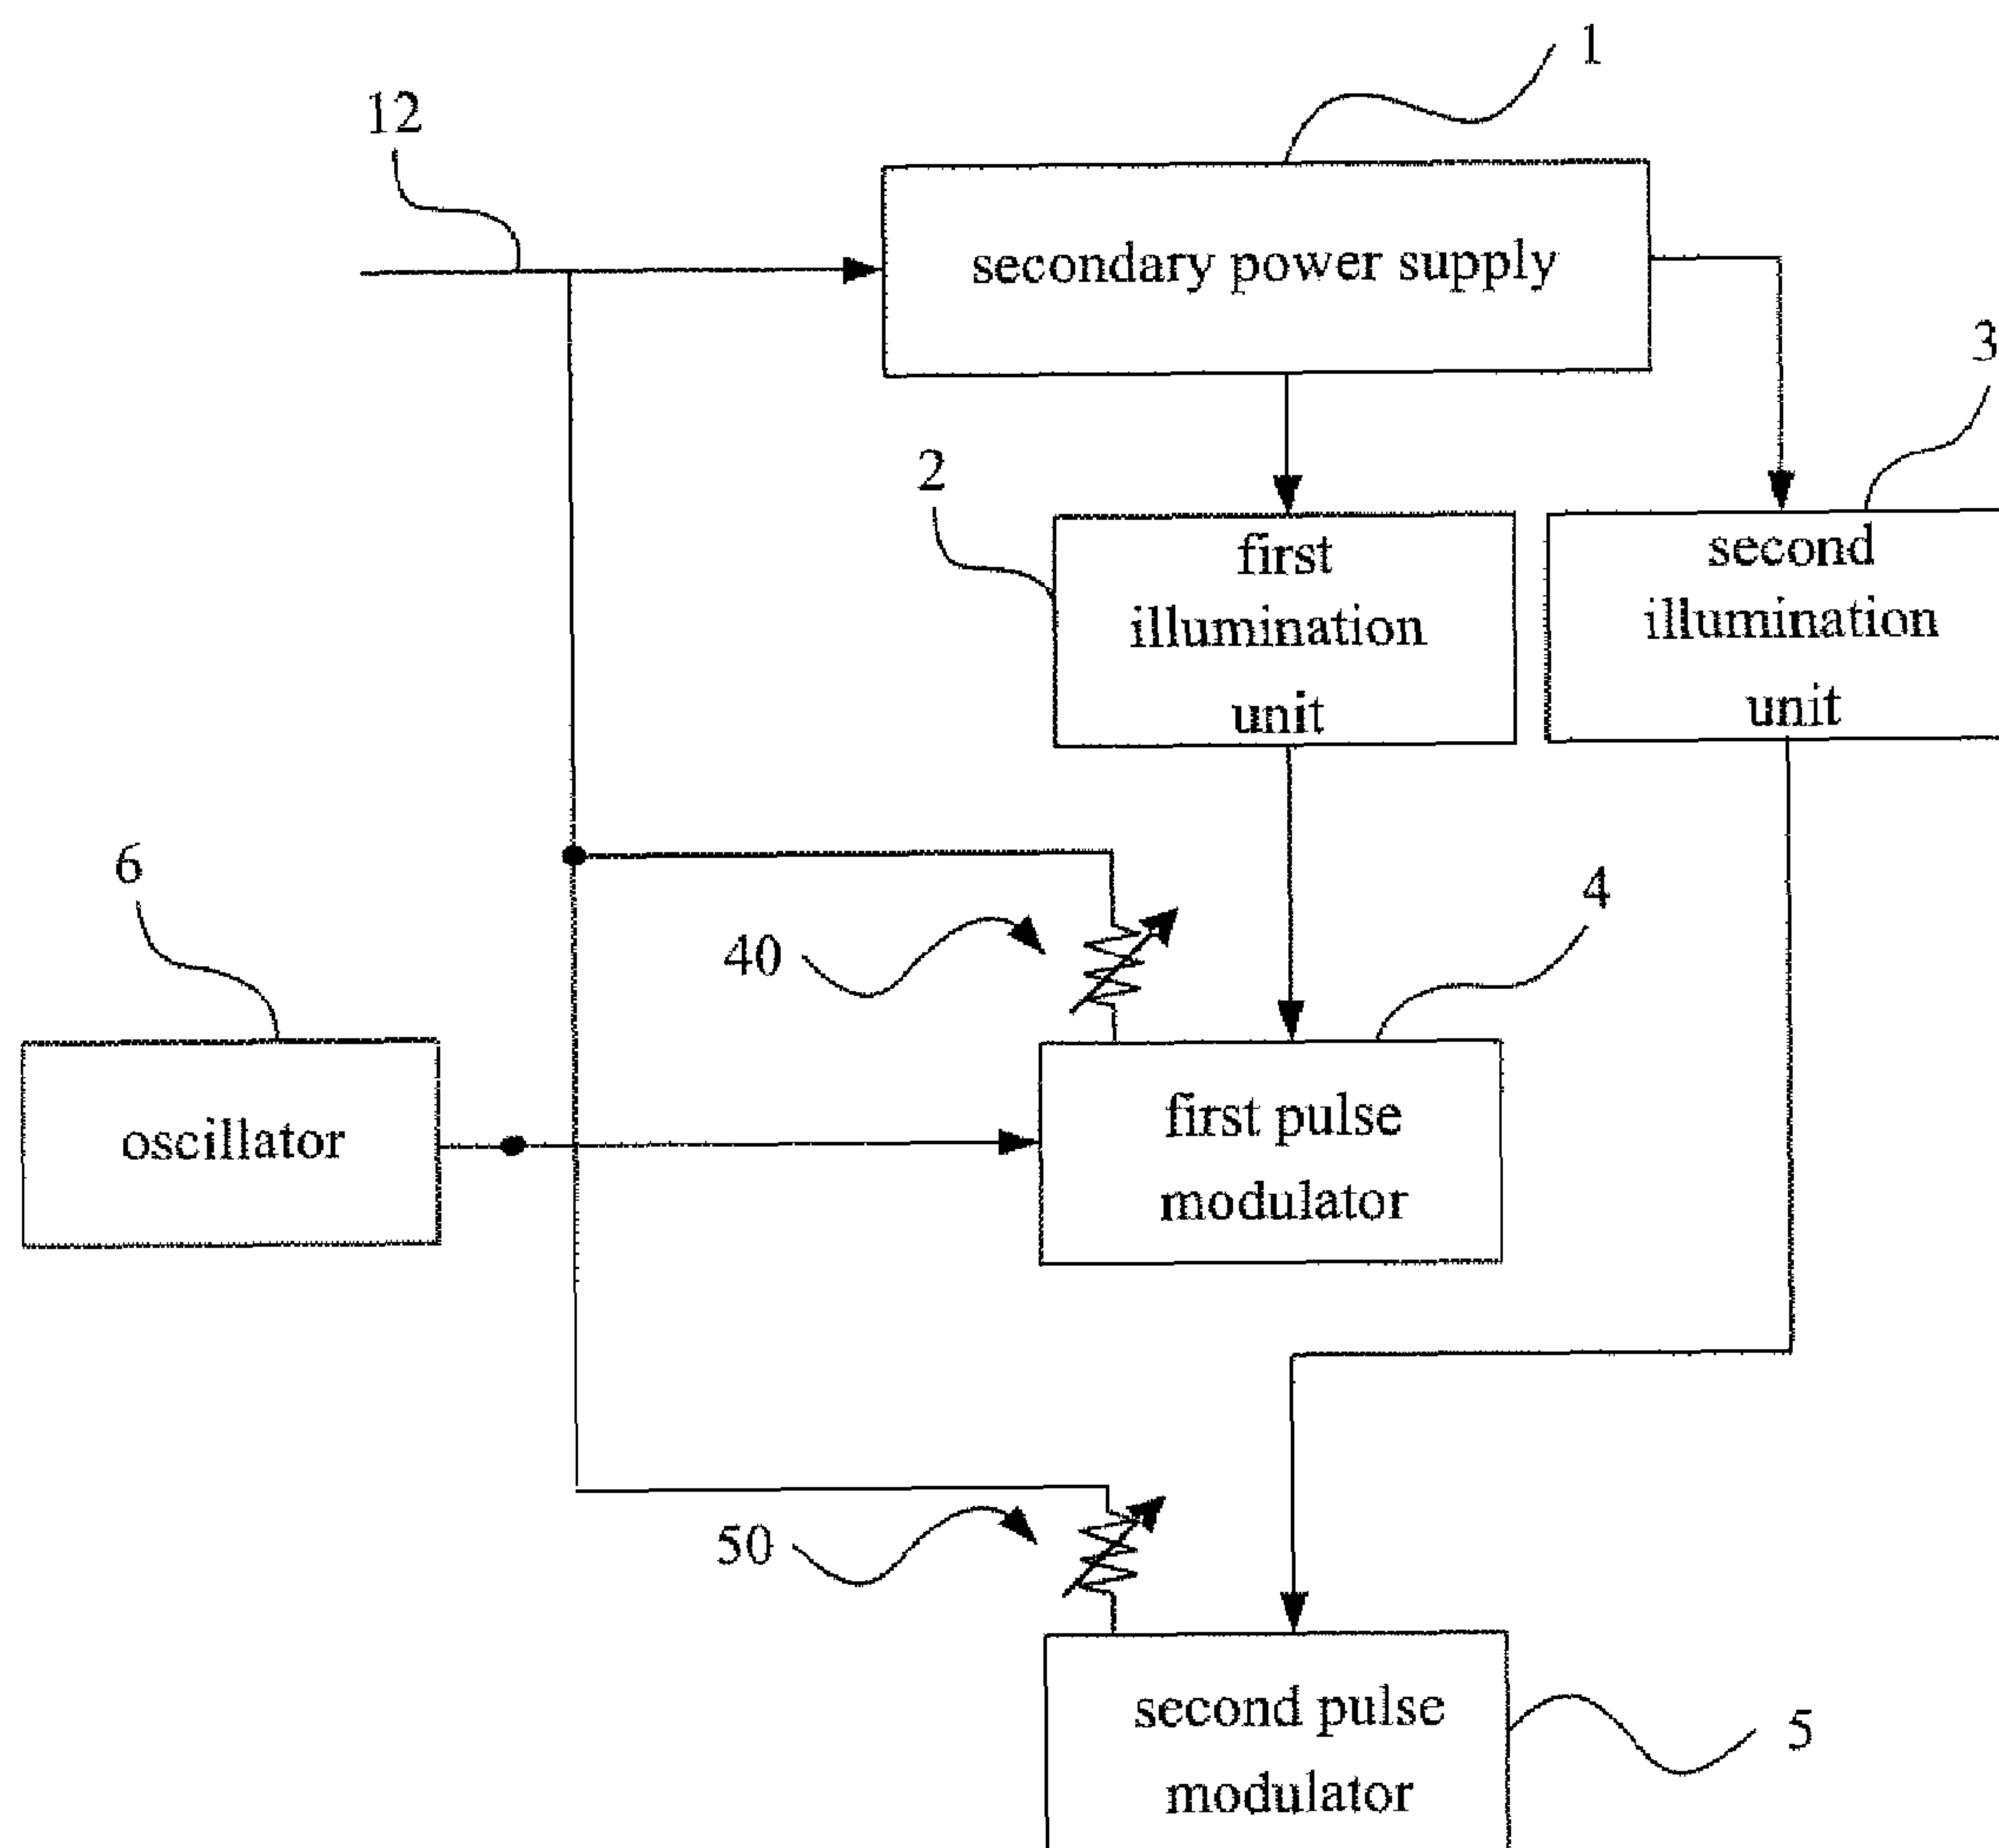 1
12
secondary power supply
3
2
first
illumination
unit
second
illumination
unit
6
4
40
oscillator
first pulse
modulator
50
second pulse
modulator
5